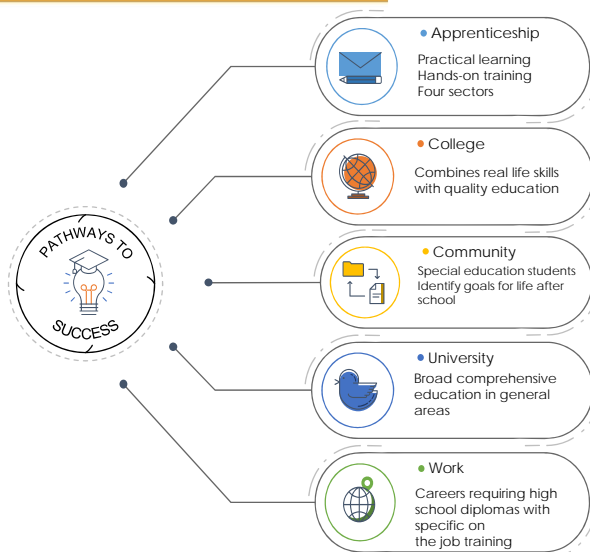 PATHWAYS TO
SUCCESS
Apprenticeship
Practical learning
Hands-on training
Four sectors
College
Combines real life skills
with quality education
Community
Special education students
Identify goals for life after
school
University
Broad comprehensive
education in general
areas
Work
Careers requiring high
school diplomas with
specific on
the job training